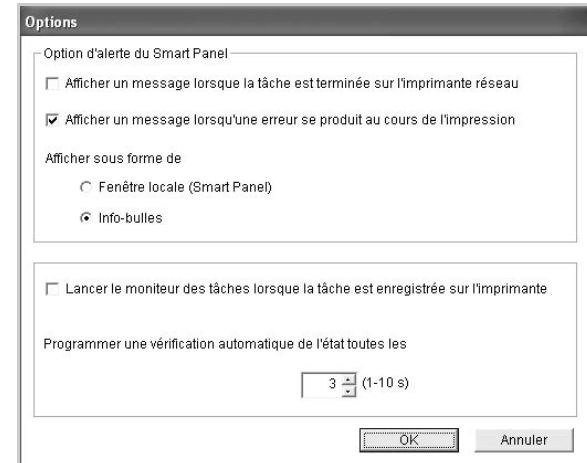 Options
Option d'alerte du Smart Panel
Afficher un message lorsque la tâche est terminée sur l'imprimante réseau
Afficher un message lorsqu'une erreur se produit au cours de l'impression
Afficher sous forme de
Fenêtre locale (Smart Panel)
Info-bulles
Lancer le moniteur des tâches lorsque la tâche est enregistrée sur l'imprimante
Programmer une vérification automatique de l'état toutes les
3 (1-10 s)
OK Annuler